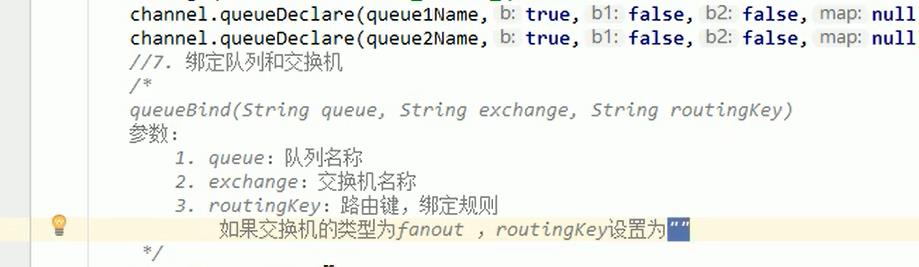 channel.queueDeclare(queue1Name, b: true, b1: false, b2: false, map: null
channel.queueDeclare(queue2Name, b: true, b1: false, b2: false, map: null
//7. 绑定队列和交换机
/*
queueBind(String queue, String exchange, String routingKey)
参数：
1. queue：队列名称
2. exchange：交换机名称
3. routingKey：路由键，绑定规则
如果交换机的类型为fanout ，routingKey设置为""
*/